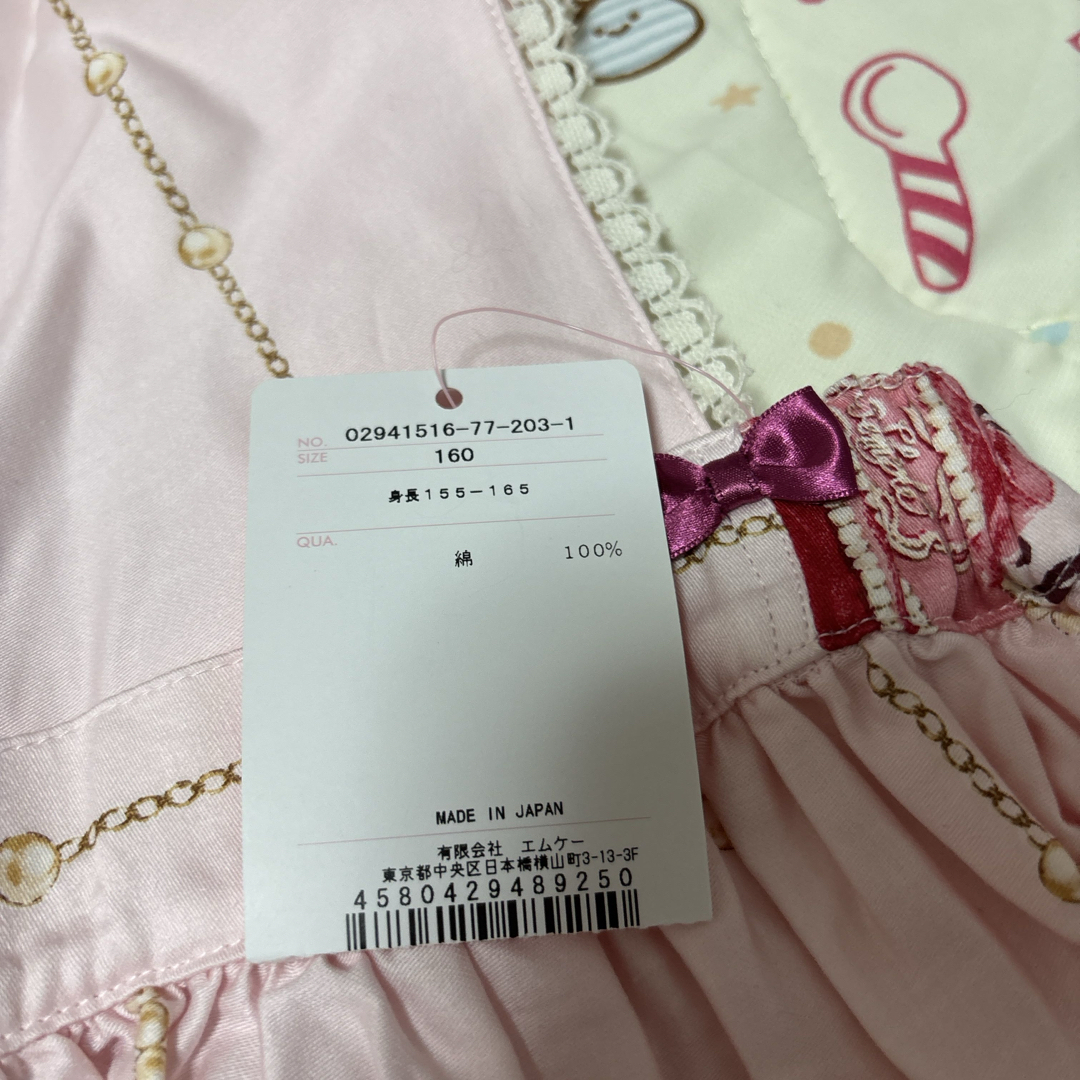 NO. 02941516-77-203-1
SIZE 160
身長155-165
QUA.
綿 100%
MADE IN JAPAN
有限会社 エムケー
東京都中央区日本橋横山町3-13-3F
4580429489250